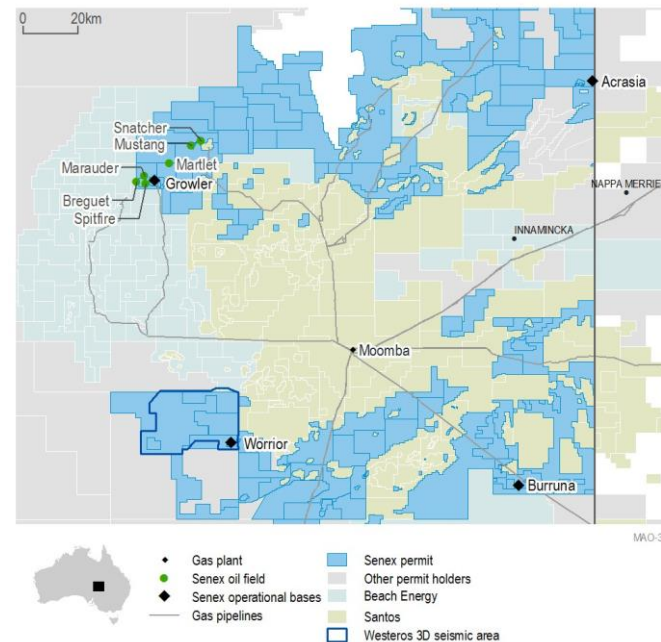 0 20km
Acrasia
Snatcher
Mustang
Martlet
Marauder
Growler
Breguet
Spitfire
NAPPA MERRIE
INNAMINCKA
Moomba
Worrior
Burruna
MAO-3
Gas plant
Senex oil field
Senex operational bases
Gas pipelines
Senex permit
Other permit holders
Beach Energy
Santos
Westeros 3D seismic area